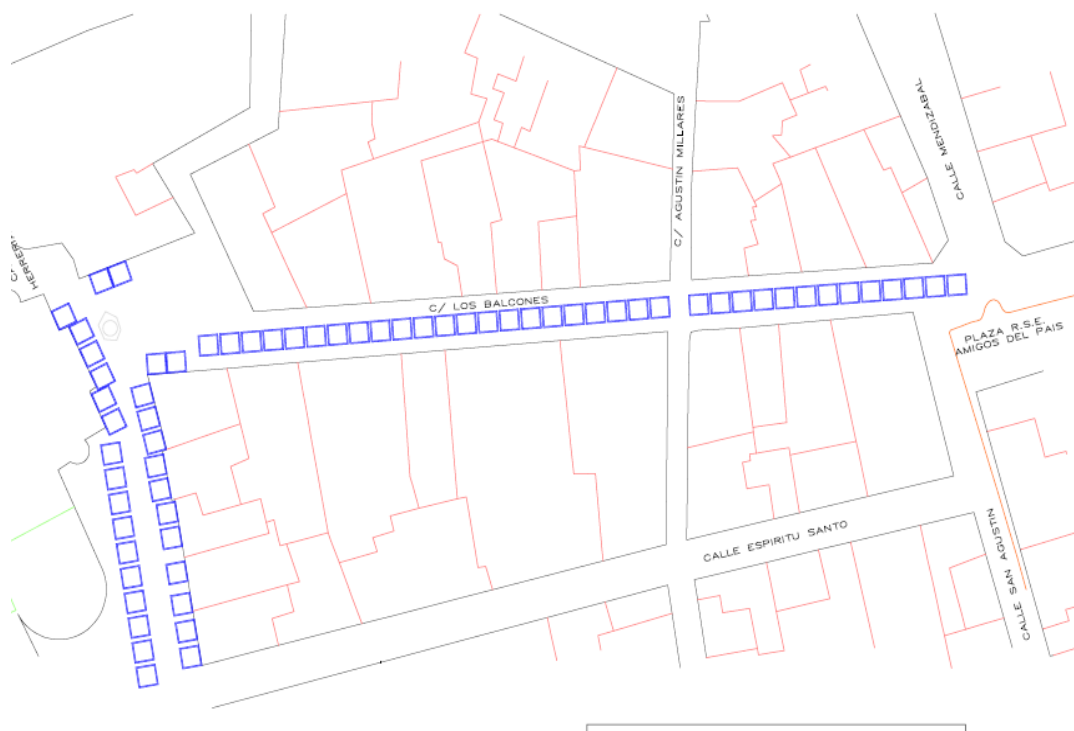 CALLE MENDIZABAL
C/ AGUSTIN MILLARES
HERRERI
C/ LOS BALCONES
PLAZA R.S.E.
AMIGOS DEL PAIS
CALLE ESPIRITU SANTO
CALLE SAN AGUSTIN